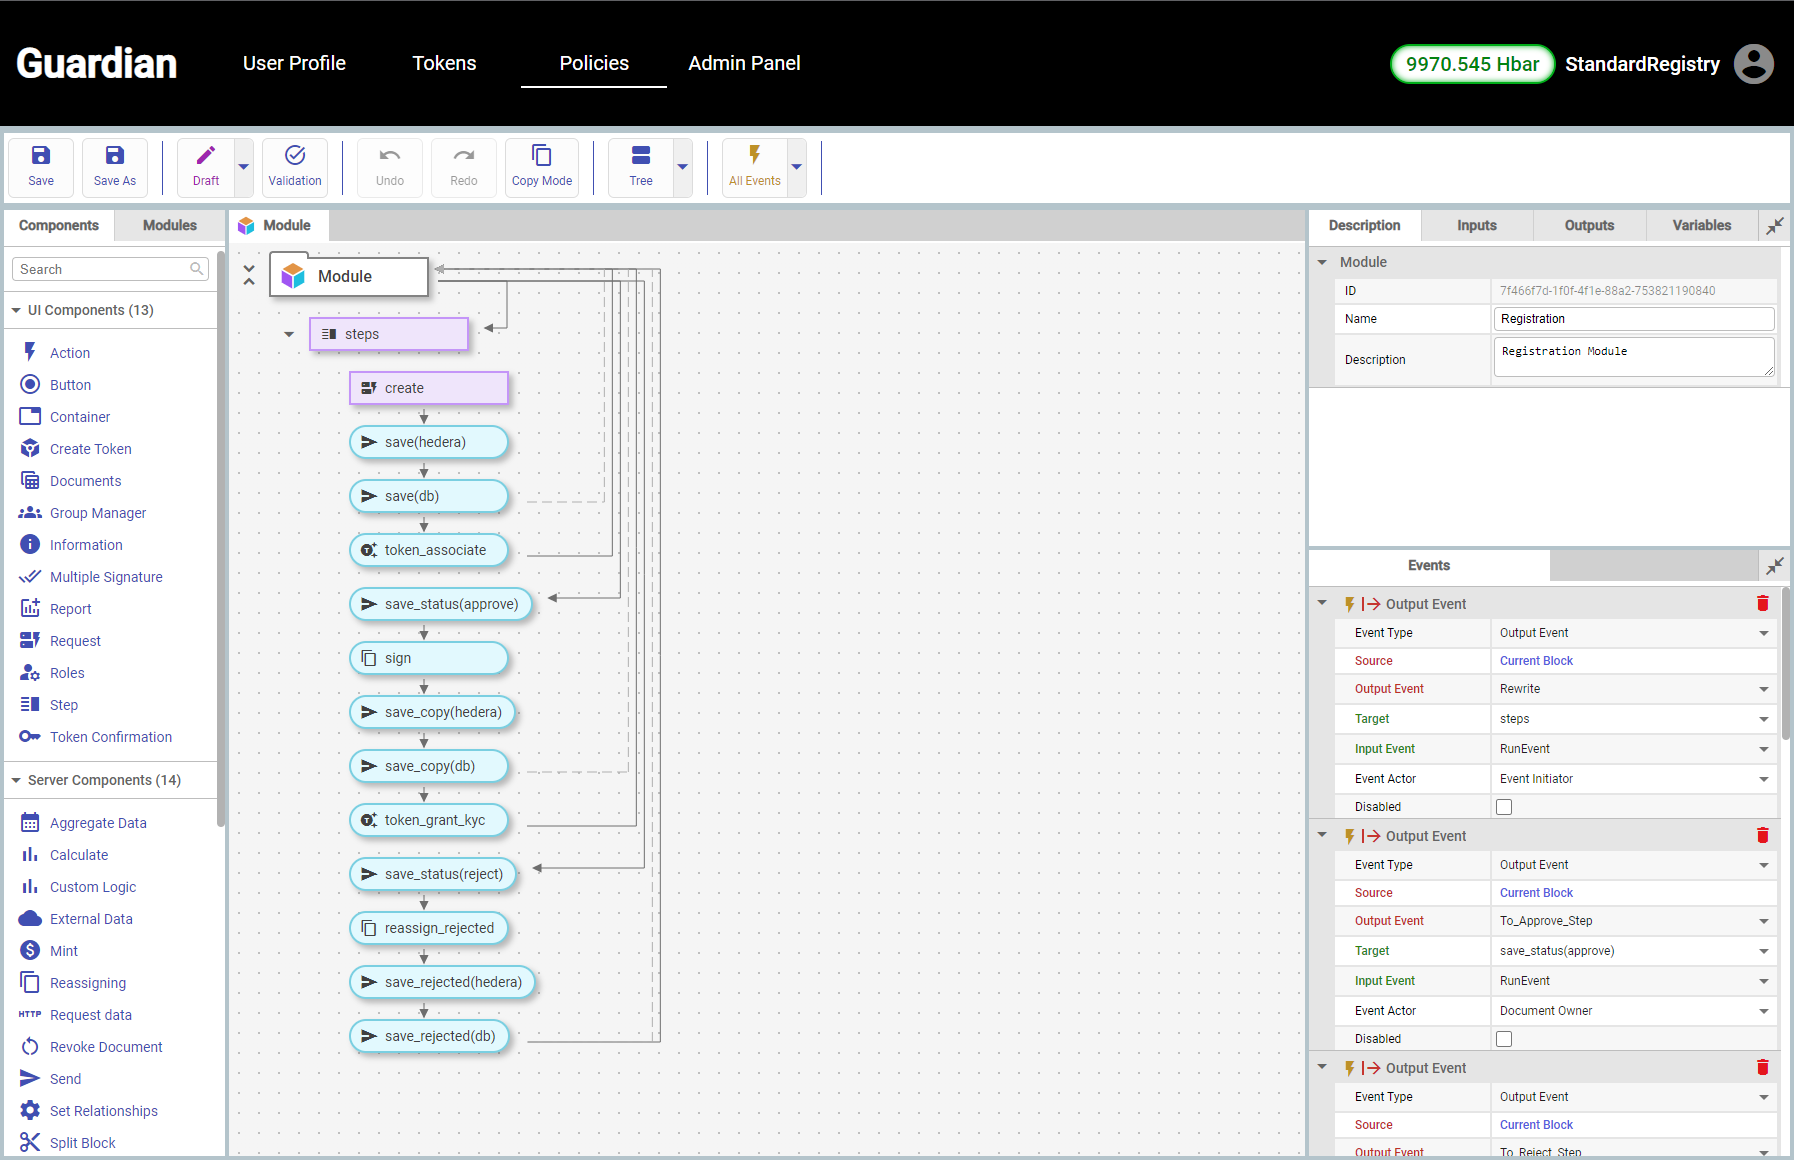 Guardian
User Profile
Tokens
Policies
Admin Panel
9970.545 Hbar
StandardRegistry
Save
Save As
Draft
Validation
Undo
Redo
Copy Mode
Tree
All Events
Components
Modules
Search
UI Components (13)
Action
Button
Container
Create Token
Documents
Group Manager
Information
Multiple Signature
Report
Request
Roles
Step
Token Confirmation
Server Components (14)
Aggregate Data
Calculate
Custom Logic
External Data
Mint
Reassigning
HTTP Request data
Revoke Document
Send
Set Relationships
Split Block
Module
Module
steps
create
save(hedera)
save(db)
token_associate
save_status(approve)
sign
save_copy(hedera)
save_copy(db)
token_grant_kyc
save_status(reject)
reassign_rejected
save_rejected(hedera)
save_rejected(db)
Description
Inputs
Outputs
Variables
Module
ID 7f466f7d-1f0f-4f1e-88a2-753821190840
Name Registration
Description Registration Module
Events
Output Event
Event Type Output Event
Source Current Block
Output Event Rewrite
Target steps
Input Event RunEvent
Event Actor Event Initiator
Disabled
Output Event
Event Type Output Event
Source Current Block
Output Event To_Approve_Step
Target save_status(approve)
Input Event RunEvent
Event Actor Document Owner
Disabled
Output Event
Event Type Output Event
Source Current Block
Output Event To_Reject_Step